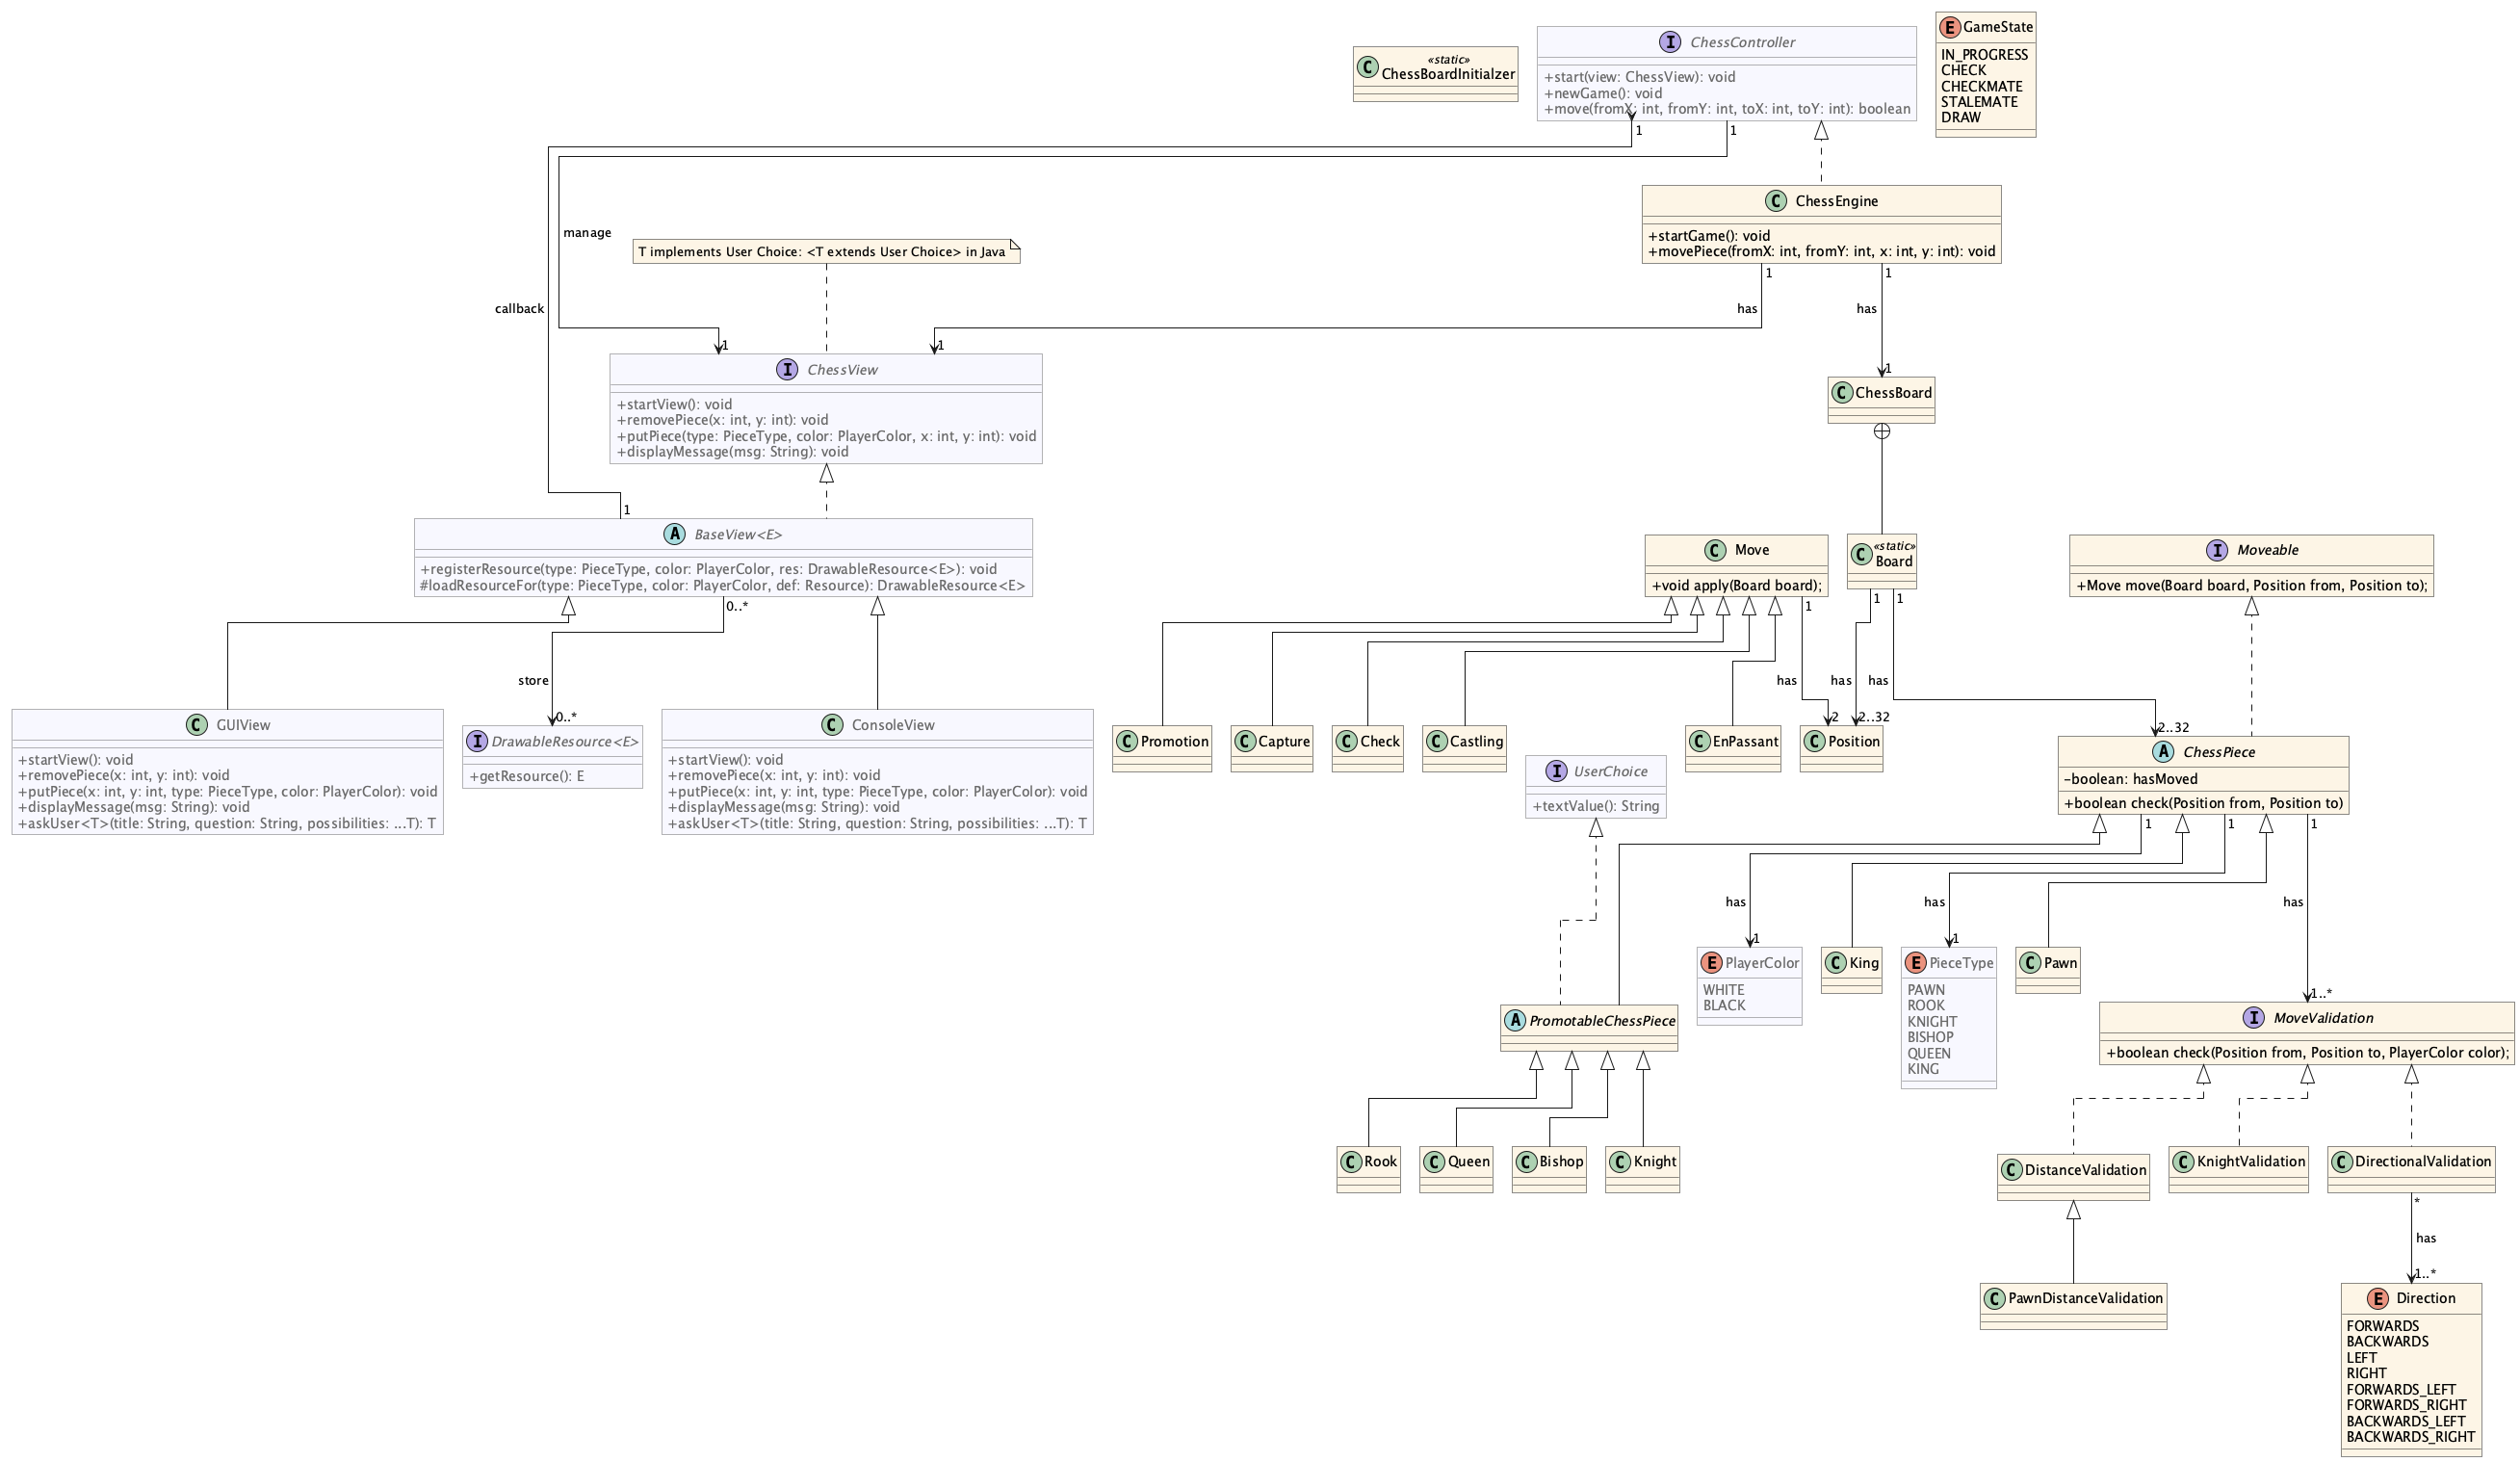 «static»
ChessBoardInitialzer
I
ChessController
+start(view: ChessView): void
+newGame(): void
+move(fromX: int, fromY: int, toX: int, toY: int): boolean
E
GameState
IN_PROGRESS
CHECK
CHECKMATE
STALEMATE
DRAW
C
1
1
C
ChessEngine
+startGame(): void
+movePiece(fromX: int, fromY: int, x: int, y: int): void
manage
T implements User Choice: <T extends User Choice> in Java
1
1
callback
has
has
1
1
1
I
ChessView
+startView(): void
+removePiece(x: int, y: int): void
+putPiece(type: PieceType, color: PlayerColor, x: int, y: int): void
+displayMessage(msg: String): void
C
ChessBoard
1
A
BaseView<E>
+registerResource(type: PieceType, color: PlayerColor, res: DrawableResource<E>): void
#loadResourceFor(type: PieceType, color: PlayerColor, def: Resource): DrawableResource<E>
C
Move
+void apply(Board board);
C
«static»
Board
I
Moveable
+Move move(Board board, Position from, Position to);
0..*
1
1
1
store
has
has
has
0..*
2
2..32
2..32
C
GUIView
+startView(): void
+removePiece(x: int, y: int): void
+putPiece(x: int, y: int, type: PieceType, color: PlayerColor): void
+displayMessage(msg: String): void
+askUser<T>(title: String, question: String, possibilities: ...T): T
I
DrawableResource<E>
+getResource(): E
C
ConsoleView
+startView(): void
+removePiece(x: int, y: int): void
+putPiece(x: int, y: int, type: PieceType, color: PlayerColor): void
+displayMessage(msg: String): void
+askUser<T>(title: String, question: String, possibilities: ...T): T
C
Promotion
C
Capture
C
Check
C
Castling
C
EnPassant
C
Position
I
UserChoice
+textValue(): String
A
ChessPiece
−boolean: hasMoved
+boolean check(Position from, Position to)
1
1
1
has
has
has
1
1
1..*
E
PlayerColor
WHITE
BLACK
C
King
E
PieceType
PAWN
ROOK
KNIGHT
BISHOP
QUEEN
KING
C
Pawn
A
PromotableChessPiece
I
MoveValidation
+boolean check(Position from, Position to, PlayerColor color);
C
Rook
C
Queen
C
Bishop
C
Knight
C
DistanceValidation
C
KnightValidation
C
DirectionalValidation
*
has
1..*
C
PawnDistanceValidation
E
Direction
FORWARDS
BACKWARDS
LEFT
RIGHT
FORWARDS_LEFT
FORWARDS_RIGHT
BACKWARDS_LEFT
BACKWARDS_RIGHT